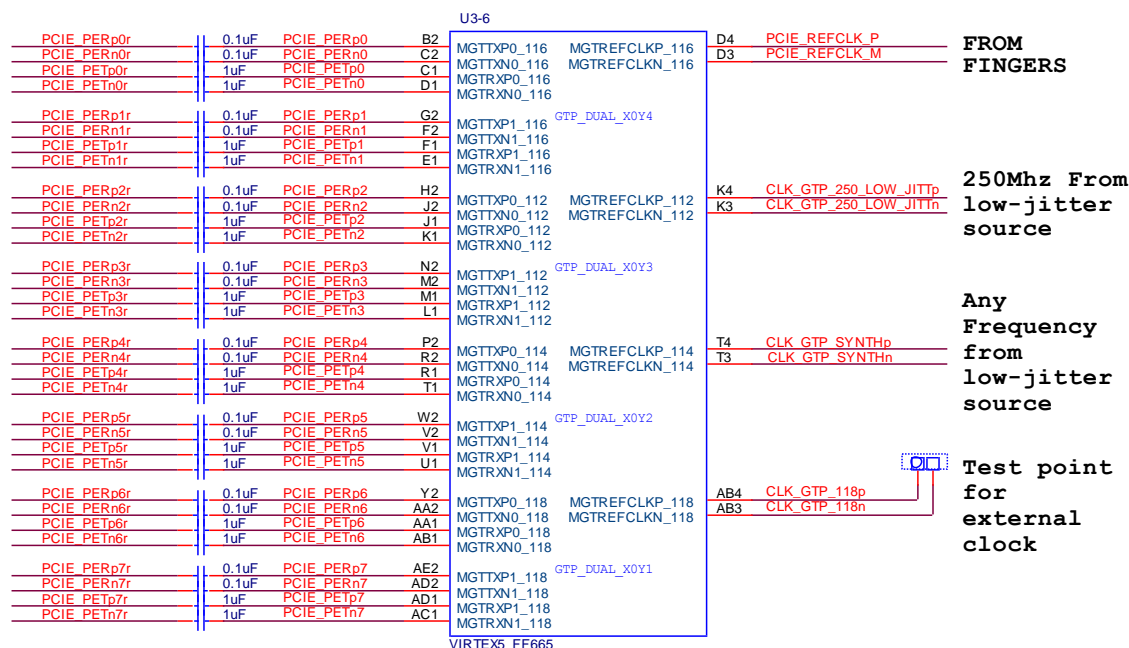 U3-6
PCIE_PERp0r 0.1uF PCIE_PERp0 B2 MGTTXP0_116 MGTREFCLKP_116 D4 PCIE_REFCLK_P
PCIE_PERn0r 0.1uF PCIE_PERn0 C2 MGTTXN0_116 MGTREFCLKN_116 D3 PCIE_REFCLK_M
PCIE_PETp0r 1uF PCIE_PETp0 C1 MGTRXP0_116
PCIE_PETn0r 1uF PCIE_PETn0 D1 MGTRXN0_116
FROM
FINGERS
PCIE_PERp1r 0.1uF PCIE_PERp1 G2 MGTTXP1_116 GTP_DUAL_X0Y4
PCIE_PERn1r 0.1uF PCIE_PERn1 F2 MGTTXN1_116
PCIE_PETp1r 1uF PCIE_PETp1 F1 MGTRXP1_116
PCIE_PETn1r 1uF PCIE_PETn1 E1 MGTRXN1_116
PCIE_PERp2r 0.1uF PCIE_PERp2 H2 MGTTXP0_112 MGTREFCLKP_112 K4 CLK_GTP_250_LOW_JITTp
PCIE_PERn2r 0.1uF PCIE_PERn2 J2 MGTTXN0_112 MGTREFCLKN_112 K3 CLK_GTP_250_LOW_JITTn
PCIE_PETp2r 1uF PCIE_PETp2 J1 MGTRXP0_112
PCIE_PETn2r 1uF PCIE_PETn2 K1 MGTRXN0_112
250Mhz From
low-jitter
source
PCIE_PERp3r 0.1uF PCIE_PERp3 N2 MGTTXP1_112 GTP_DUAL_X0Y3
PCIE_PERn3r 0.1uF PCIE_PERn3 M2 MGTTXN1_112
PCIE_PETp3r 1uF PCIE_PETp3 M1 MGTRXP1_112
PCIE_PETn3r 1uF PCIE_PETn3 L1 MGTRXN1_112
PCIE_PERp4r 0.1uF PCIE_PERp4 P2 MGTTXP0_114 MGTREFCLKP_114 T4 CLK_GTP_SYNTHp
PCIE_PERn4r 0.1uF PCIE_PERn4 R2 MGTTXN0_114 MGTREFCLKN_114 T3 CLK_GTP_SYNTHn
PCIE_PETp4r 1uF PCIE_PETp4 R1 MGTRXP0_114
PCIE_PETn4r 1uF PCIE_PETn4 T1 MGTRXN0_114
Any
Frequency
from
low-jitter
source
PCIE_PERp5r 0.1uF PCIE_PERp5 W2 MGTTXP1_114 GTP_DUAL_X0Y2
PCIE_PERn5r 0.1uF PCIE_PERn5 V2 MGTTXN1_114
PCIE_PETp5r 1uF PCIE_PETp5 V1 MGTRXP1_114
PCIE_PETn5r 1uF PCIE_PETn5 U1 MGTRXN1_114
PCIE_PERp6r 0.1uF PCIE_PERp6 Y2 MGTTXP0_118 MGTREFCLKP_118 AB4 CLK_GTP_118p
PCIE_PERn6r 0.1uF PCIE_PERn6 AA2 MGTTXN0_118 MGTREFCLKN_118 AB3 CLK_GTP_118n
PCIE_PETp6r 1uF PCIE_PETp6 AA1 MGTRXP0_118
PCIE_PETn6r 1uF PCIE_PETn6 AB1 MGTRXN0_118
Test point
for
external
clock
PCIE_PERp7r 0.1uF PCIE_PERp7 AE2 MGTTXP1_118 GTP_DUAL_X0Y1
PCIE_PERn7r 0.1uF PCIE_PERn7 AD2 MGTTXN1_118
PCIE_PETp7r 1uF PCIE_PETp7 AD1 MGTRXP1_118
PCIE_PETn7r 1uF PCIE_PETn7 AC1 MGTRXN1_118
VIRTEX5_FF665